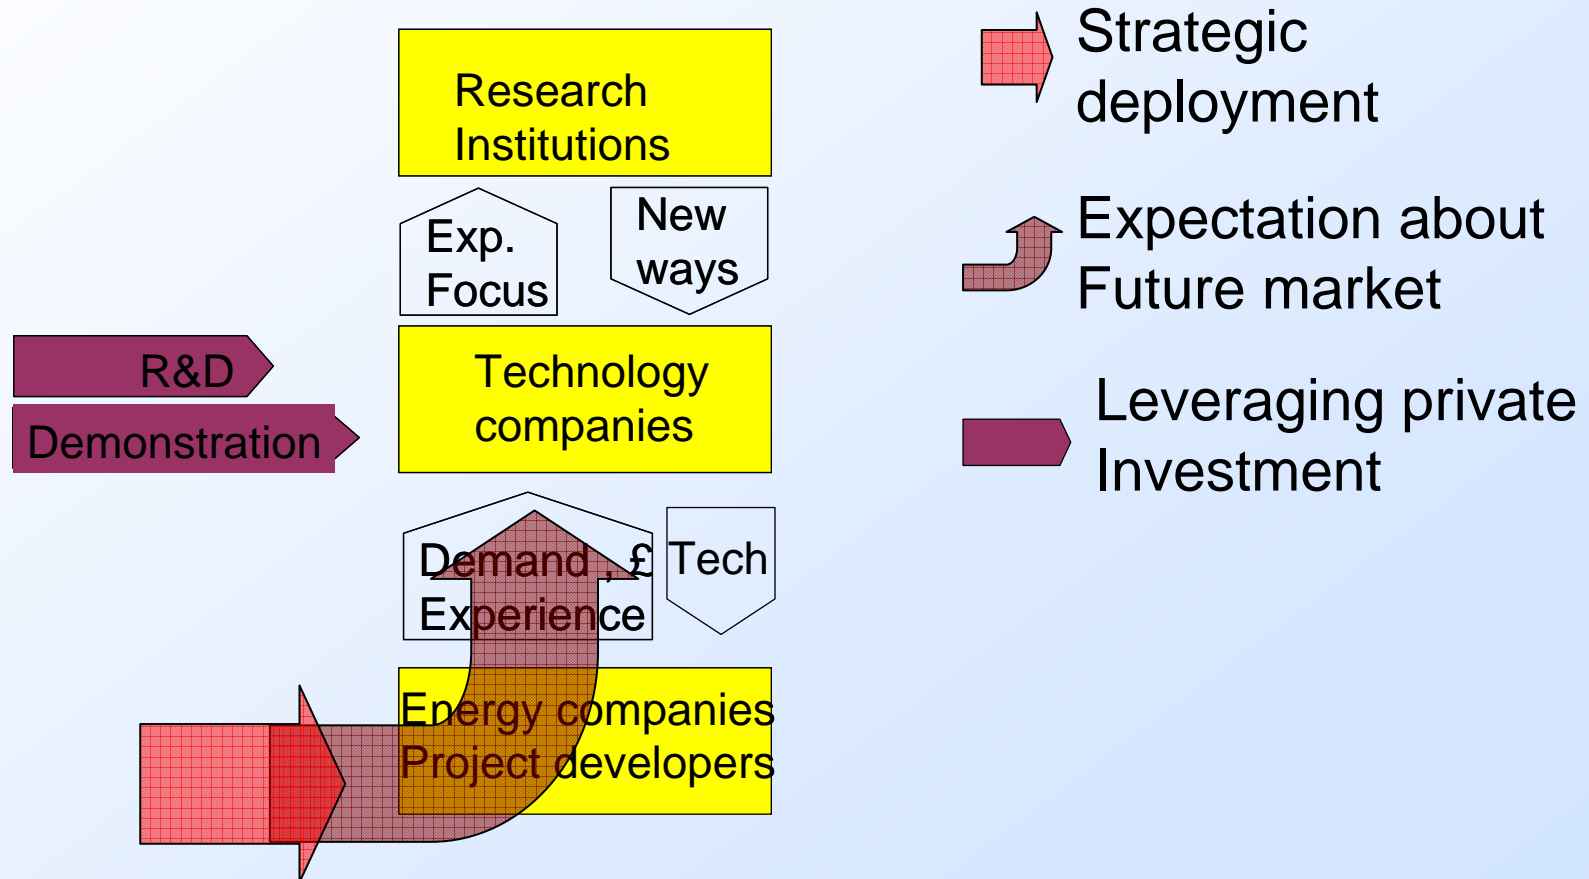 Research
Institutions
Exp.
Focus
New
ways
R&D
Demonstration
Technology
companies
Demand , £
Experience
Tech
Energy companies
Project developers
Strategic
deployment
Expectation about
Future market
Leveraging private
Investment